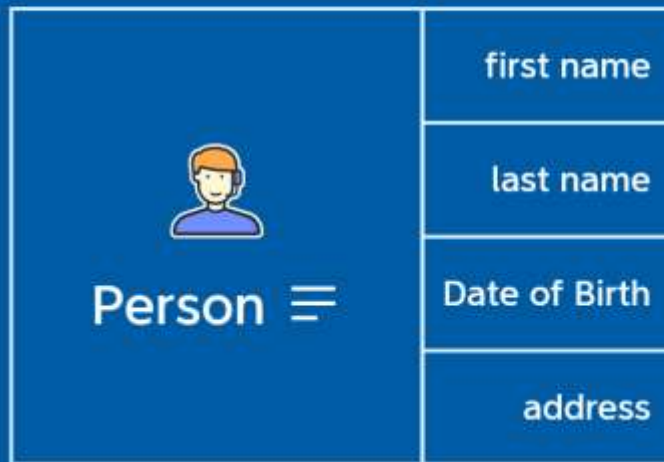 Person
first name
last name
Date of Birth
address